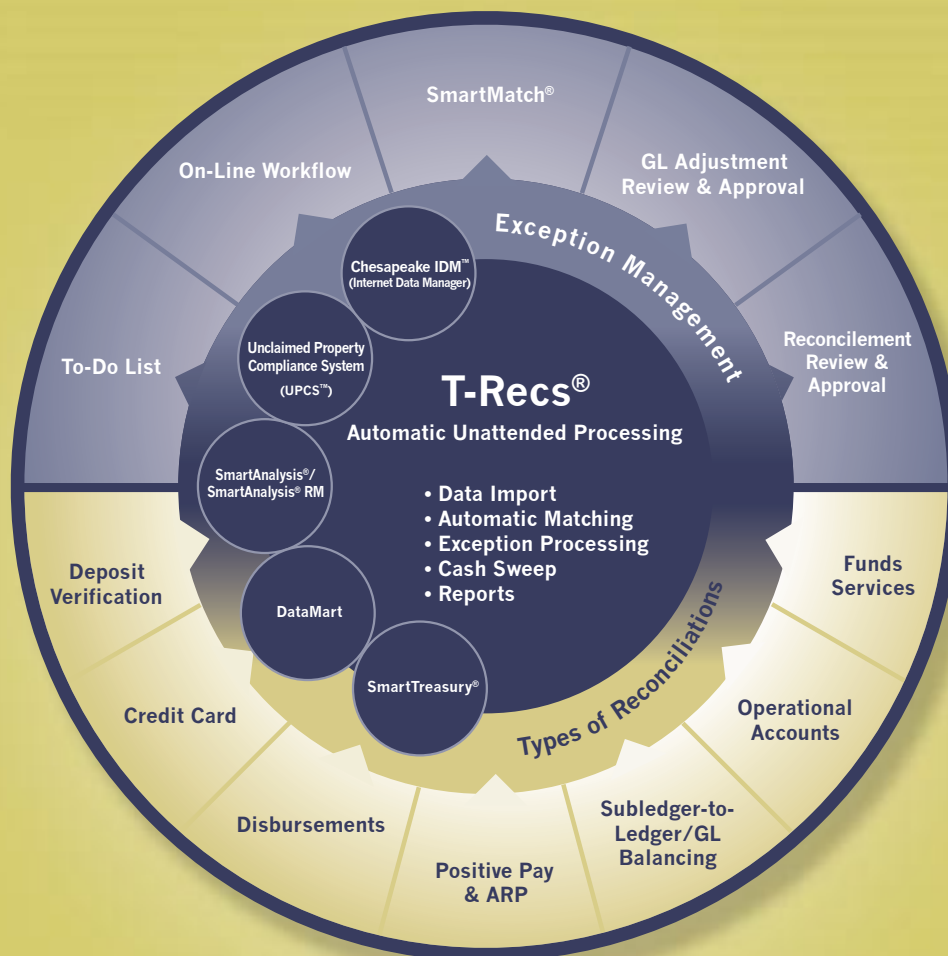 SmartMatch®
On-Line Workflow
GL Adjustment
Review & Approval
To-Do List
Reconcilement
Review &
Approval
Exception Management
Chesapeake IDM™
(Internet Data Manager)
Unclaimed Property
Compliance System
(UPCS™)
SmartAnalysis®/
SmartAnalysis® RM
DataMart
SmartTreasury®
T-Recs®
Automatic Unattended Processing
• Data Import
• Automatic Matching
• Exception Processing
• Cash Sweep
• Reports
Types of Reconciliations
Deposit
Verification
Credit Card
Disbursements
Positive Pay
& ARP
Subledger-to-
Ledger/GL
Balancing
Operational
Accounts
Funds
Services